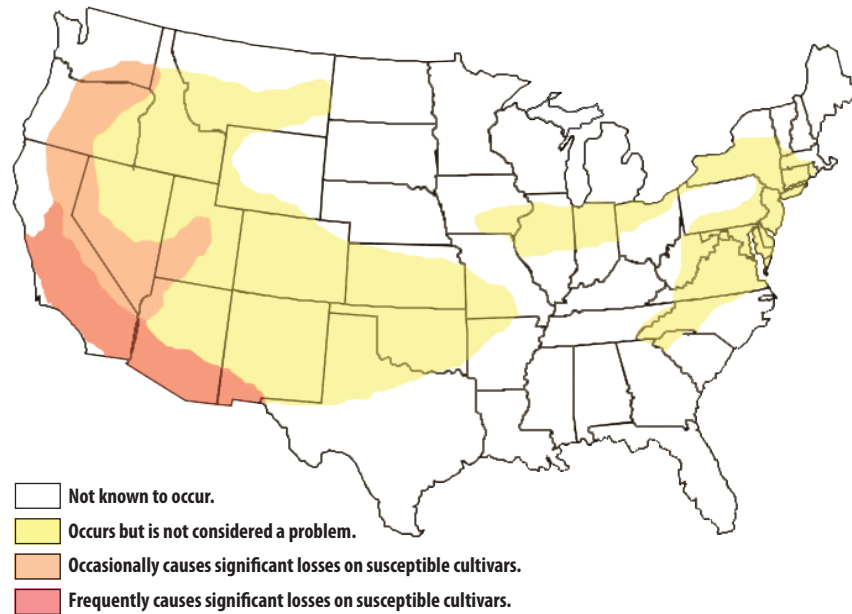 Not known to occur.
Occurs but is not considered a problem.
Occasionally causes significant losses on susceptible cultivars.
Frequently causes significant losses on susceptible cultivars.